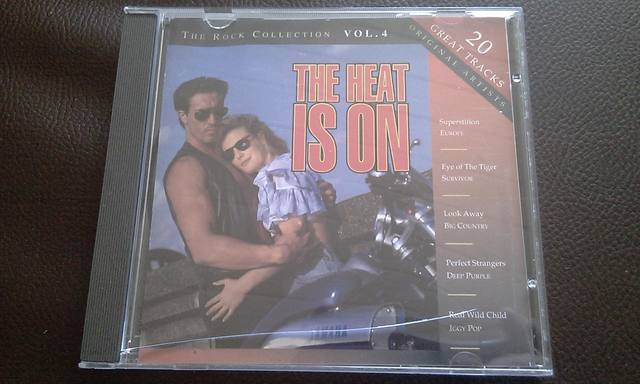 THE ROCK COLLECTION VOL.4
20
GREAT TRACKS
ORIGINAL ARTISTS
THE HEAT
IS ON
Superstition
EUROPE
Eye of The Tiger
SURVIVOR
Look Away
BIG COUNTRY
Perfect Strangers
DEEP PURPLE
Real Wild Child
IGGY POP
YAMAHA